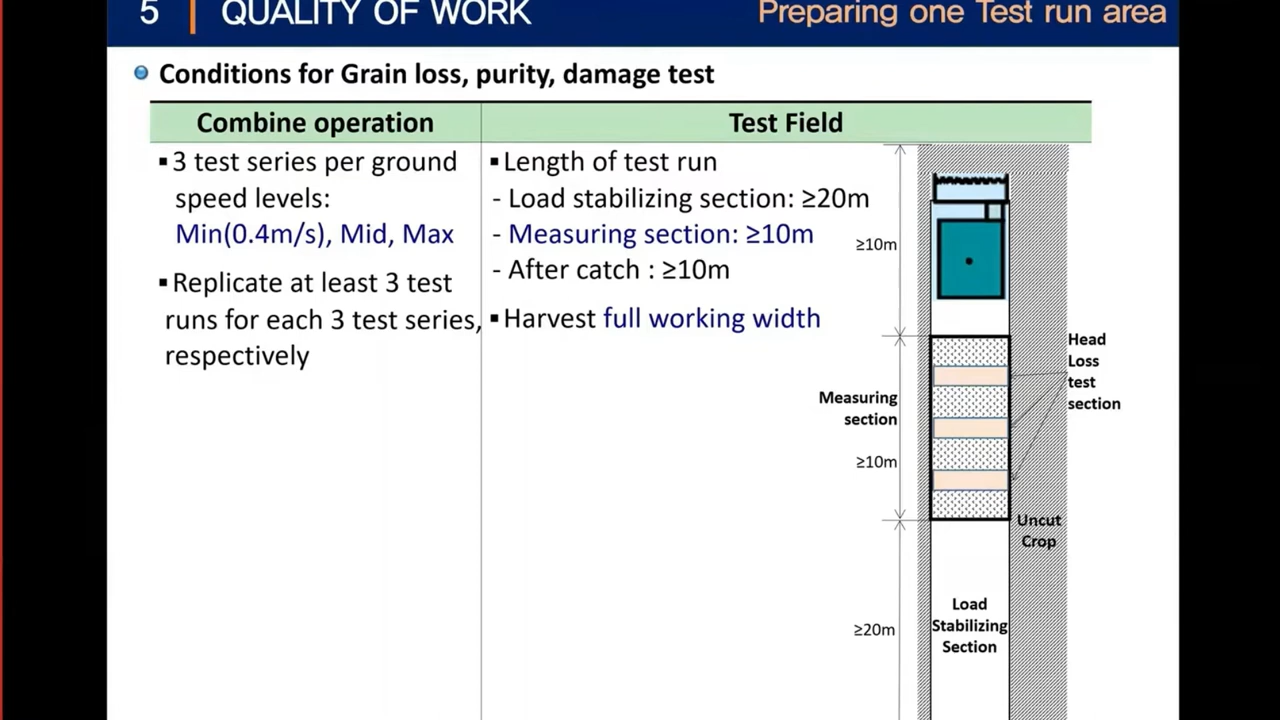 5 | QUALITY OF WORK
Preparing one Test run area
Conditions for Grain loss, purity, damage test
Combine operation
Test Field
▪3 test series per ground
speed levels:
Min(0.4m/s), Mid, Max
▪Replicate at least 3 test
runs for each 3 test series,
respectively
▪Length of test run
- Load stabilizing section: ≥20m
- Measuring section: ≥10m
- After catch : ≥10m
▪Harvest full working width
≥10m
Head
Loss
test
section
Measuring
section
≥10m
Uncut
Crop
Load
Stabilizing
Section
≥20m